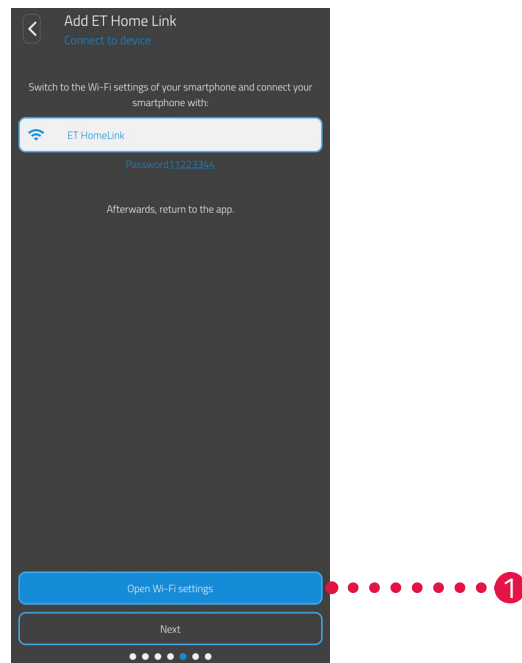 Add ET Home Link
Connect to device
Switch to the Wi-Fi settings of your smartphone and connect your
smartphone with:
ET HomeLink
Password11223344
Afterwards, return to the app.
Open Wi-Fi settings
1
Next